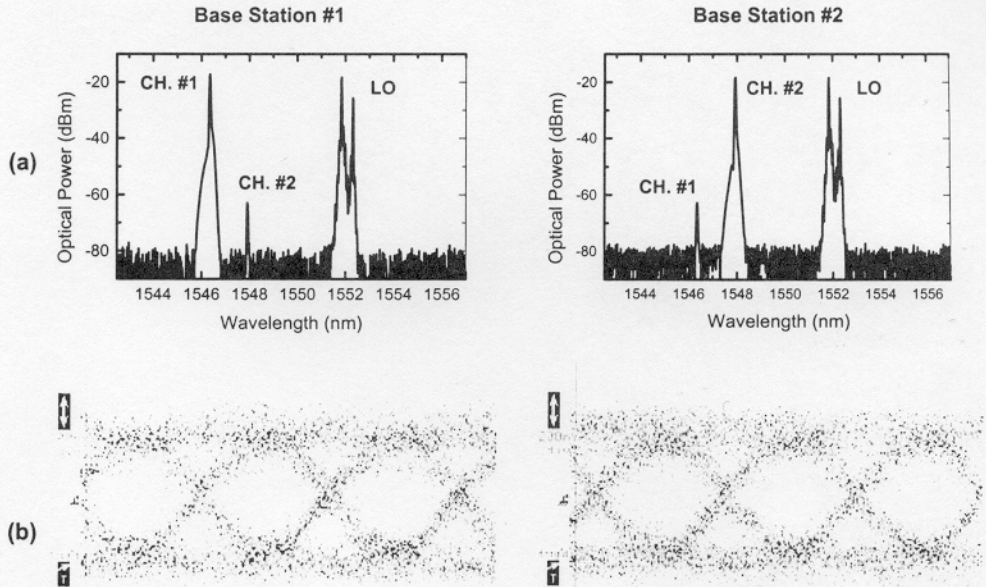 Base Station #1
Base Station #2
(a)
Optical Power (dBm)
-20
-40
-60
-80
CH. #1
CH. #2
LO
1544 1546 1548 1550 1552 1554 1556
Wavelength (nm)
Optical Power (dBm)
-20
-40
-60
-80
CH. #1
CH. #2
LO
1544 1546 1548 1550 1552 1554 1556
Wavelength (nm)
(b)